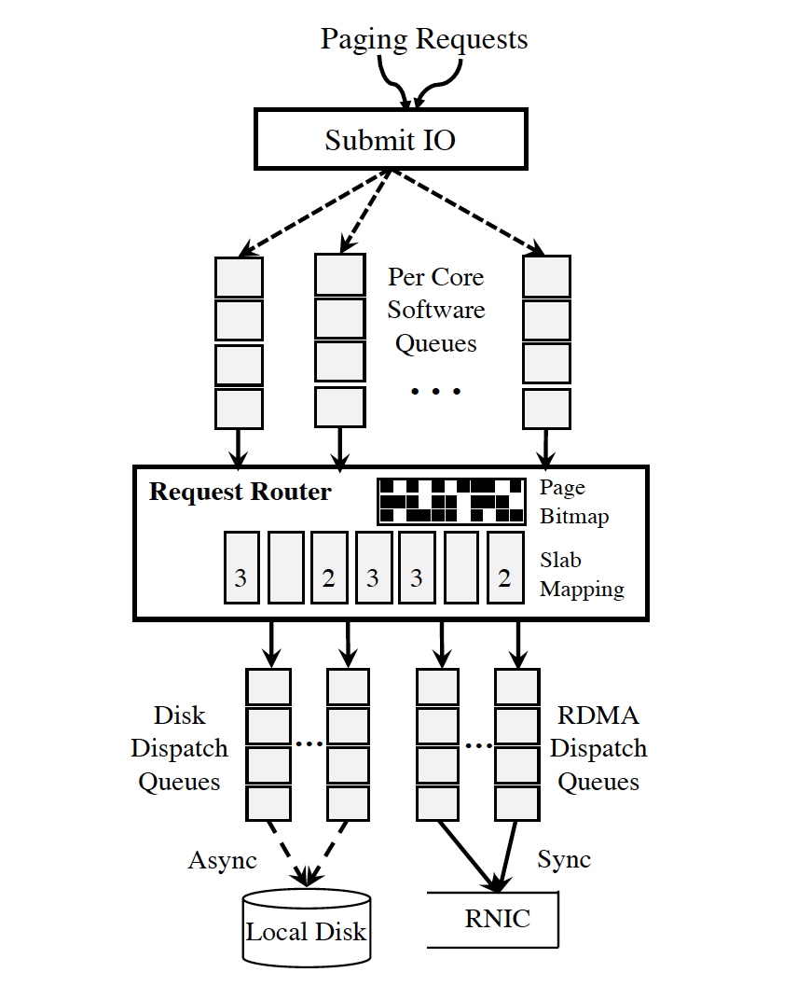 Paging Requests
Submit IO
Per Core
Software
Queues
. . .
Request Router
Page
Bitmap
3
2
3
3
2
Slab
Mapping
Disk
Dispatch
Queues
...
...
RDMA
Dispatch
Queues
Async
Sync
Local Disk
RNIC